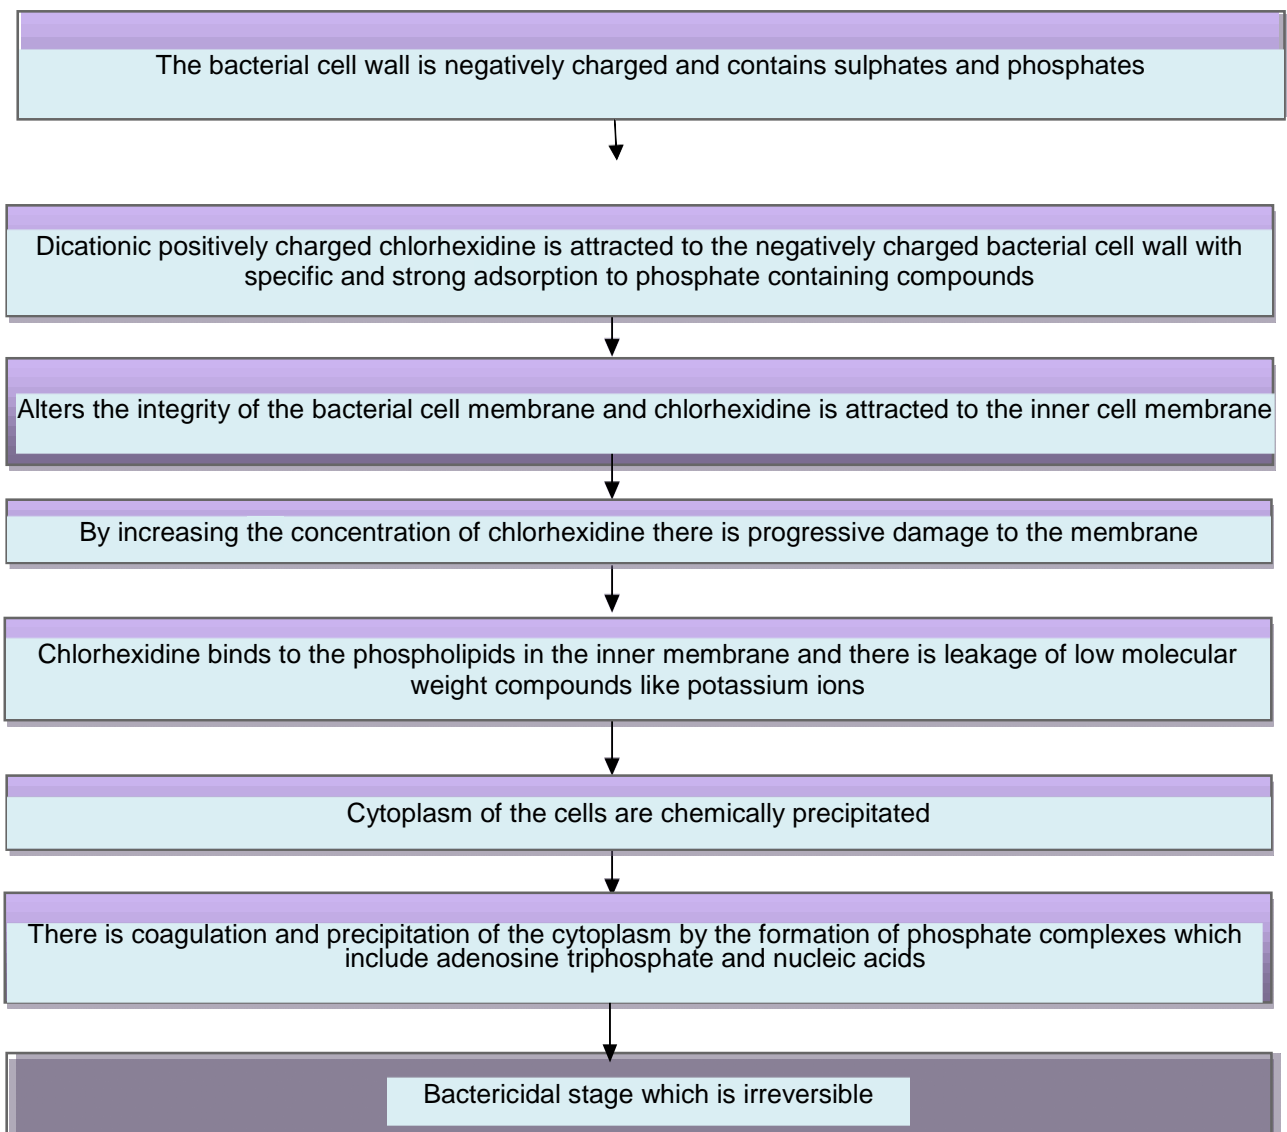 The bacterial cell wall is negatively charged and contains sulphates and phosphates
Dicationic positively charged chlorhexidine is attracted to the negatively charged bacterial cell wall with
specific and strong adsorption to phosphate containing compounds
Alters the integrity of the bacterial cell membrane and chlorhexidine is attracted to the inner cell membrane
By increasing the concentration of chlorhexidine there is progressive damage to the membrane
Chlorhexidine binds to the phospholipids in the inner membrane and there is leakage of low molecular
weight compounds like potassium ions
Cytoplasm of the cells are chemically precipitated
There is coagulation and precipitation of the cytoplasm by the formation of phosphate complexes which
include adenosine triphosphate and nucleic acids
Bactericidal stage which is irreversible